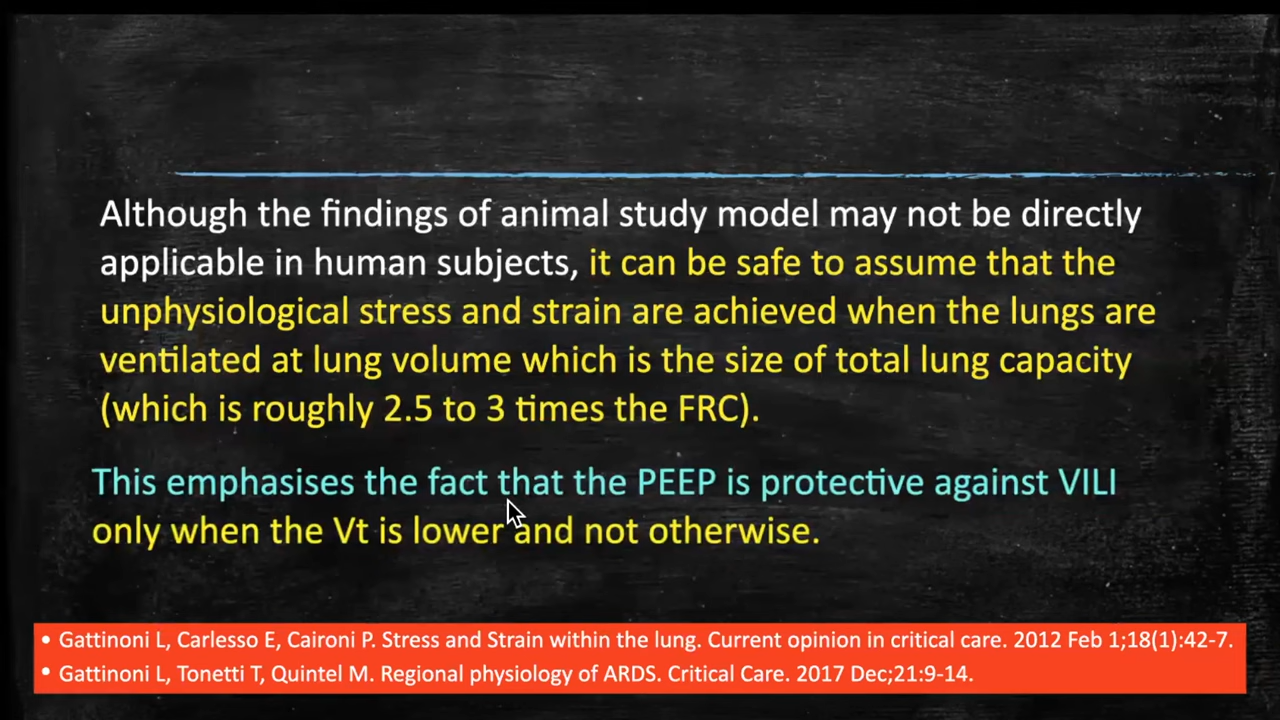 Although the findings of animal study model may not be directly
applicable in human subjects, it can be safe to assume that the
unphysiological stress and strain are achieved when the lungs are
ventilated at lung volume which is the size of total lung capacity
(which is roughly 2.5 to 3 times the FRC).
This emphasises the fact that the PEEP is protective against VILI
only when the Vt is lower and not otherwise.
• Gattinoni L, Carlesso E, Caironi P. Stress and Strain within the lung. Current opinion in critical care. 2012 Feb 1;18(1):42-7.
• Gattinoni L, Tonetti T, Quintel M. Regional physiology of ARDS. Critical Care. 2017 Dec;21:9-14.